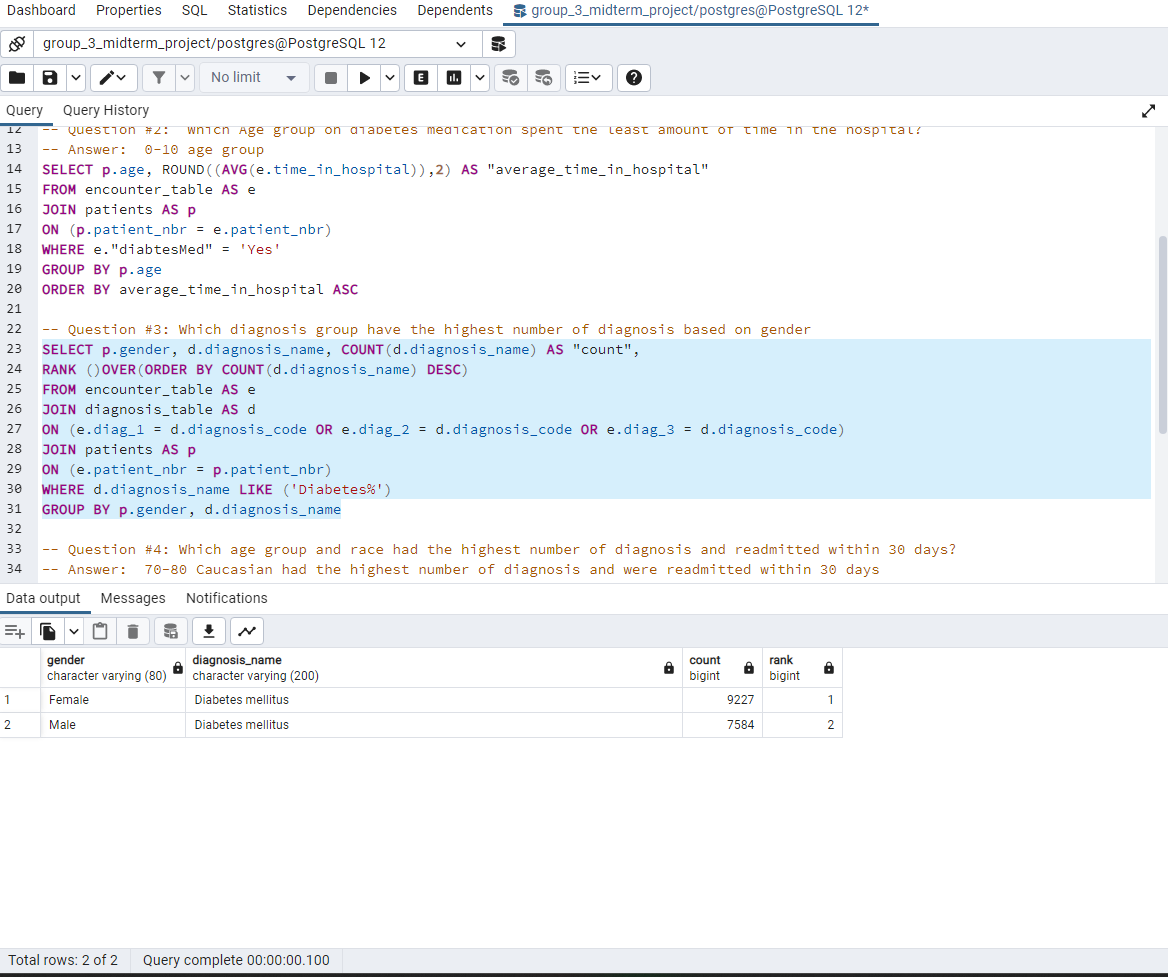 Dashboard Properties SQL Statistics Dependencies Dependents group_3_midterm_project/postgres@PostgreSQL 12*
group_3_midterm_project/postgres@PostgreSQL 12
No limit E
Query Query History
12 -- Question #2: Which Age group on diabetes medication spent the least amount of time in the hospital?
13 -- Answer: 0-10 age group
14 SELECT p.age, ROUND((AVG(e.time_in_hospital)),2) AS "average_time_in_hospital"
15 FROM encounter_table AS e
16 JOIN patients AS p
17 ON (p.patient_nbr = e.patient_nbr)
18 WHERE e."diabtesMed" = 'Yes'
19 GROUP BY p.age
20 ORDER BY average_time_in_hospital ASC
21
22 -- Question #3: Which diagnosis group have the highest number of diagnosis based on gender
23 SELECT p.gender, d.diagnosis_name, COUNT(d.diagnosis_name) AS "count",
24 RANK ()OVER(ORDER BY COUNT(d.diagnosis_name) DESC)
25 FROM encounter_table AS e
26 JOIN diagnosis_table AS d
27 ON (e.diag_1 = d.diagnosis_code OR e.diag_2 = d.diagnosis_code OR e.diag_3 = d.diagnosis_code)
28 JOIN patients AS p
29 ON (e.patient_nbr = p.patient_nbr)
30 WHERE d.diagnosis_name LIKE ('Diabetes%')
31 GROUP BY p.gender, d.diagnosis_name
32
33 -- Question #4: Which age group and race had the highest number of diagnosis and readmitted within 30 days?
34 -- Answer: 70-80 Caucasian had the highest number of diagnosis and were readmitted within 30 days
Data output Messages Notifications
gender diagnosis_name count rank
character varying (80) character varying (200) bigint bigint
1 Female Diabetes mellitus 9227 1
2 Male Diabetes mellitus 7584 2
Total rows: 2 of 2 Query complete 00:00:00.100